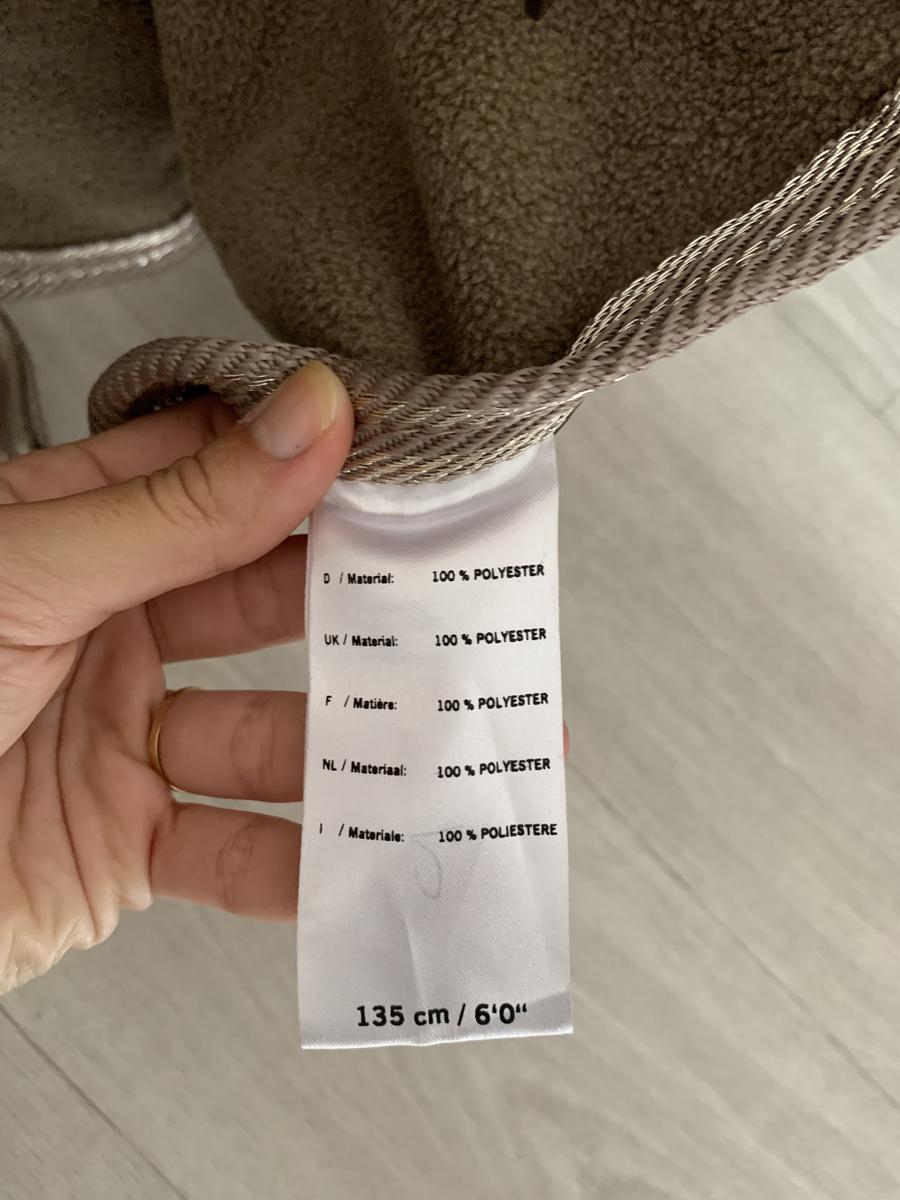 D / Material: 100 % POLYESTER
UK / Material: 100 % POLYESTER
F / Matière: 100 % POLYESTER
NL / Materiaal: 100 % POLYESTER
I / Materiale: 100 % POLIESTERE
135 cm / 6‘0“